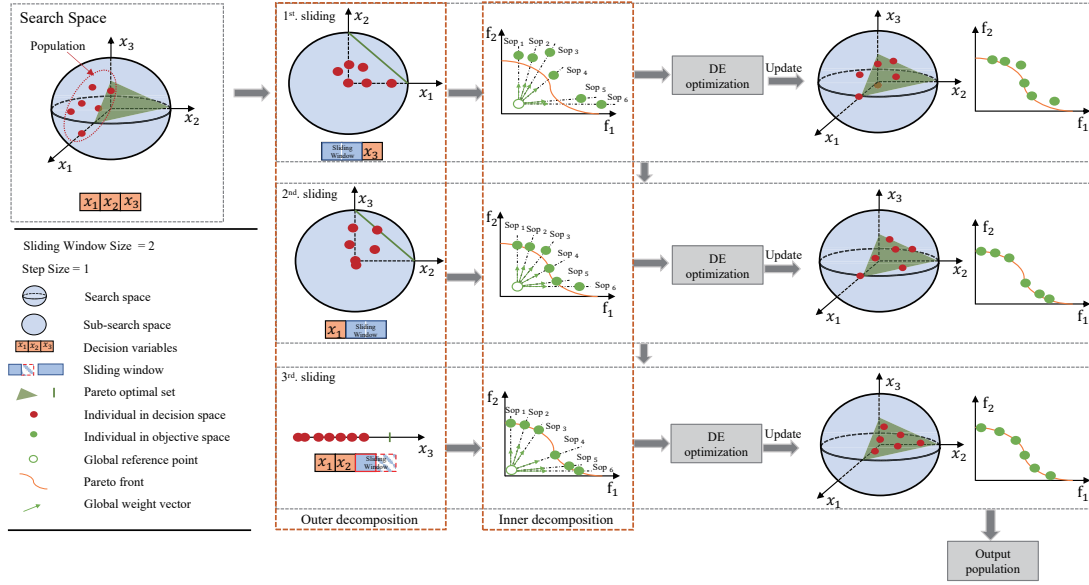 Search Space
Population
x₃
x₂
x₁
x₁ x₂ x₃
Sliding Window Size = 2
Step Size = 1
Search space
Sub-search space
x₁ x₂ x₃
Decision variables
Sliding window
Pareto optimal set
Individual in decision space
Individual in objective space
Global reference point
Pareto front
Global weight vector
1st. sliding
x₂
x₁
Sliding
Window
x₃
f₂
Sop 1
Sop 2
Sop 3
Sop 4
Sop 5
Sop 6
f₁
DE
optimization
Update
x₃
x₂
x₁
f₂
f₁
2nd. sliding
x₃
x₂
x₁
Sliding
Window
f₂
Sop 1
Sop 2
Sop 3
Sop 4
Sop 5
Sop 6
f₁
DE
optimization
Update
x₃
x₂
x₁
f₂
f₁
3rd. sliding
x₃
x₁ x₂
Sliding
Window
f₂
Sop 1
Sop 2
Sop 3
Sop 4
Sop 5
Sop 6
f₁
DE
optimization
Update
x₃
x₂
x₁
f₂
f₁
Outer decomposition
Inner decomposition
Output
population